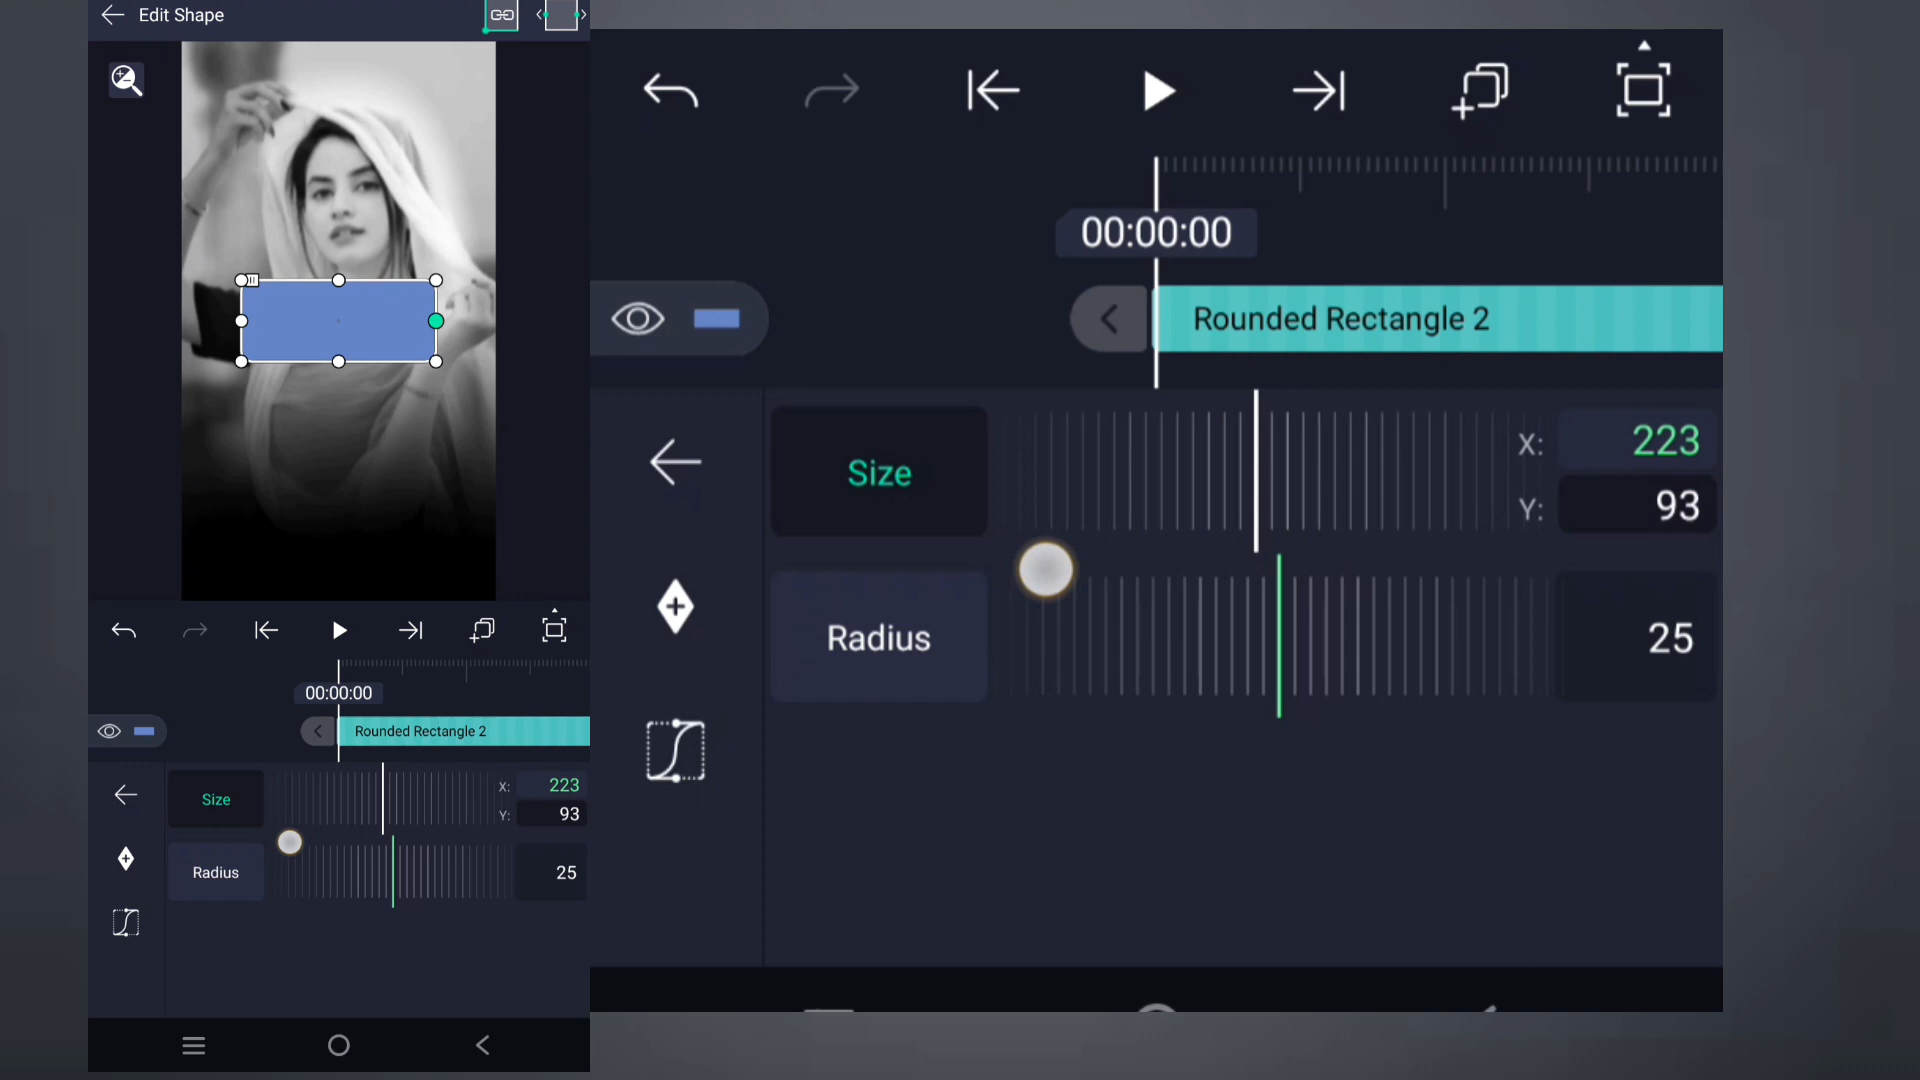 Edit Shape
00:00:00
Rounded Rectangle 2
Size
X: 223
Y: 93
Radius
25
00:00:00
Rounded Rectangle 2
Size
X: 223
Y: 93
Radius
25